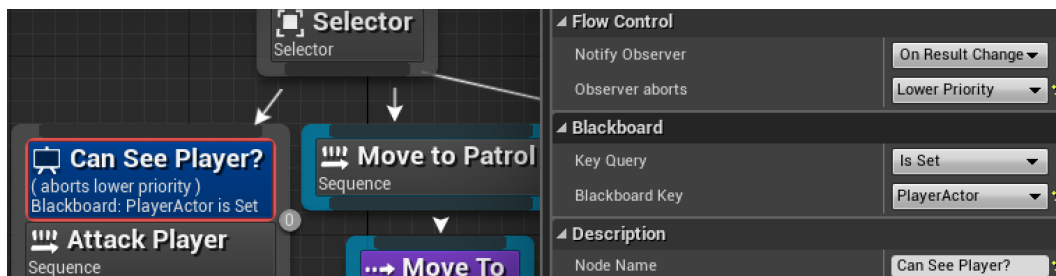 Selector
Selector
Can See Player?
( aborts lower priority )
Blackboard: PlayerActor is Set
0
Attack Player
Sequence
Move to Patrol
Sequence
Move To
Flow Control
Notify Observer
On Result Change
Observer aborts
Lower Priority
Blackboard
Key Query
Is Set
Blackboard Key
PlayerActor
Description
Node Name
Can See Player?